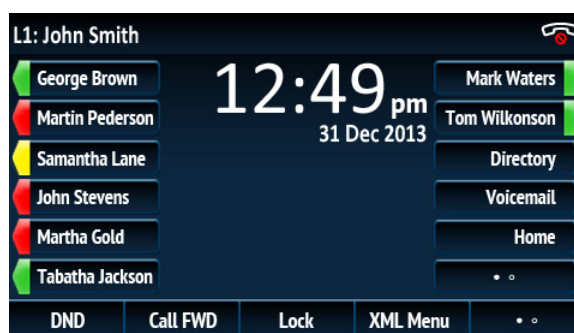 L1: John Smith
George Brown
Martin Pederson
Samantha Lane
John Stevens
Martha Gold
Tabatha Jackson
12:49 pm
31 Dec 2013
Mark Waters
Tom Wilkonson
Directory
Voicemail
Home
DND Call FWD Lock XML Menu